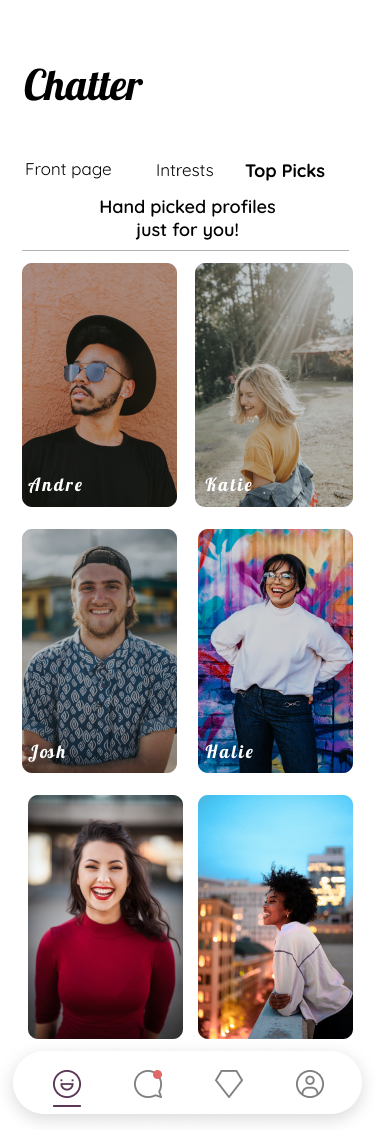 Chatter
Front page Intrests Top Picks
Hand picked profiles
just for you!
Andre
Katie
Josh
Halie